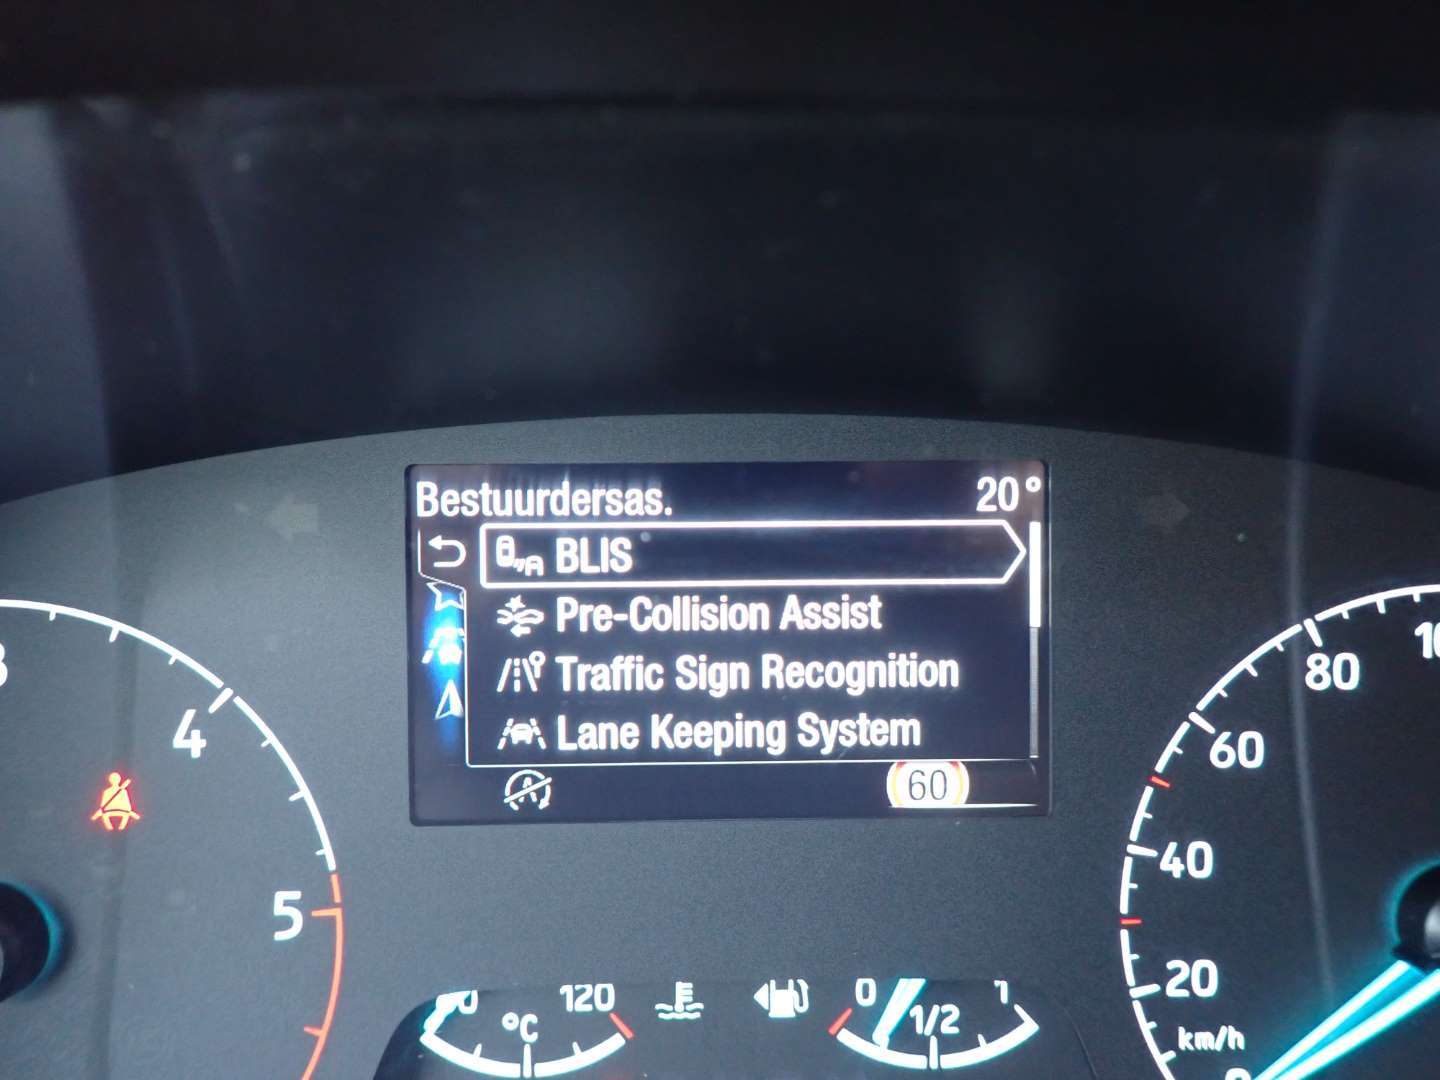 Bestuurdersas. 20°
BLIS
Pre-Collision Assist
Traffic Sign Recognition
Lane Keeping System
A 60
4
5
80
60
40
20
km/h
120
°C
0 1/2 1